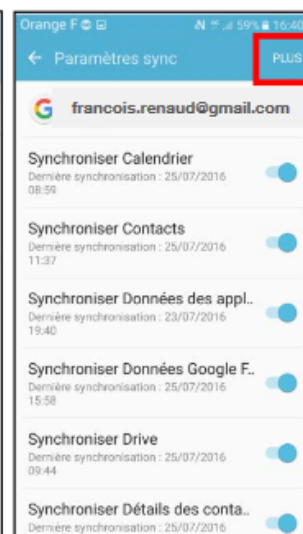 Orange F 59% 16:40
← Paramètres sync PLUS
G francois.renaud@gmail.com
Synchroniser Calendrier
Dernière synchronisation : 25/07/2016
08:59
Synchroniser Contacts
Dernière synchronisation : 25/07/2016
11:37
Synchroniser Données des appl..
Dernière synchronisation : 23/07/2016
19:40
Synchroniser Données Google F..
Dernière synchronisation : 25/07/2016
15:58
Synchroniser Drive
Dernière synchronisation : 25/07/2016
09:44
Synchroniser Détails des conta..
Dernière synchronisation : 25/07/2016